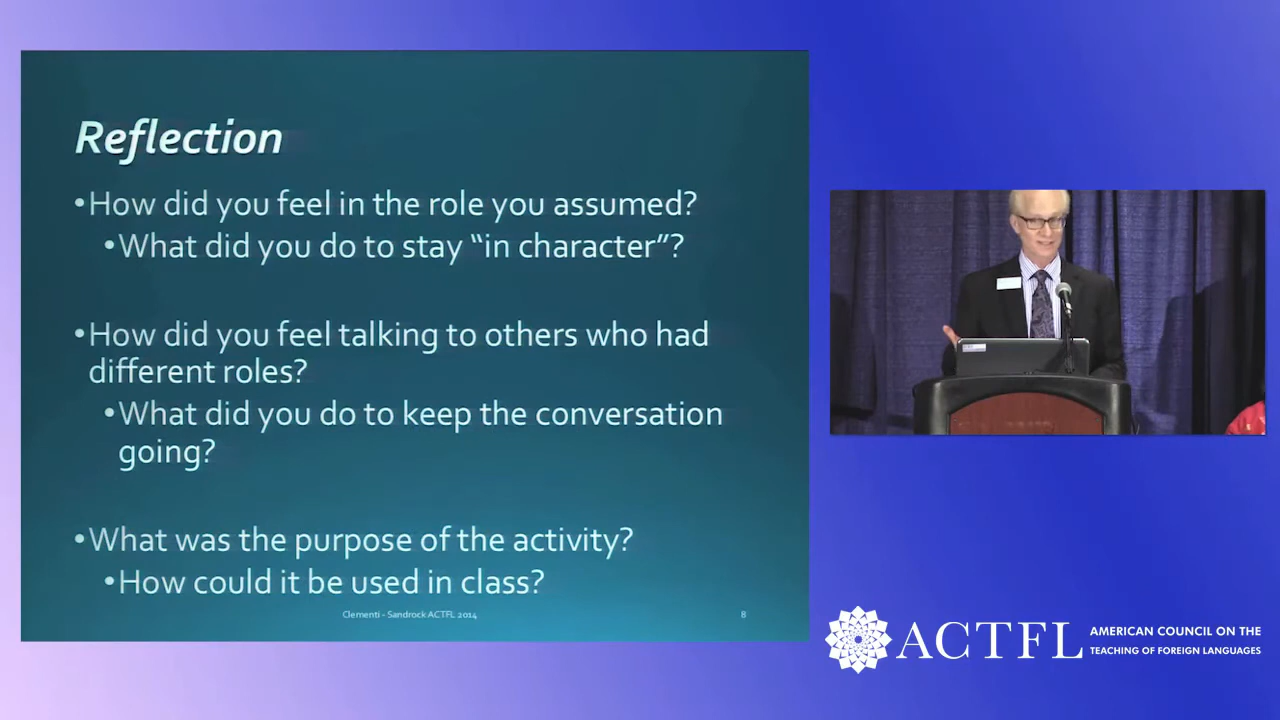 Reflection
•How did you feel in the role you assumed?
•What did you do to stay “in character”?
•How did you feel talking to others who had
different roles?
•What did you do to keep the conversation
going?
•What was the purpose of the activity?
•How could it be used in class?
Clementi - Sandrock ACTFL 2014
8
ACTFL
AMERICAN COUNCIL ON THE
TEACHING OF FOREIGN LANGUAGES